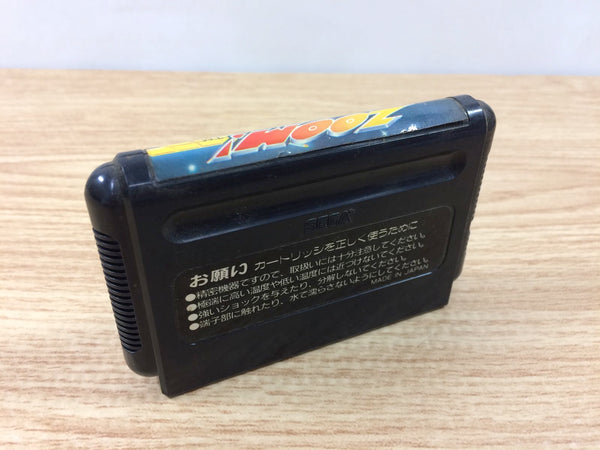 ZOOM!
SEGA
お願い カートリッジを正しく使うために
●精密機器ですので、取扱いには十分注意してください。
●極端に高い温度や低い温度には近づけないでください。
●強いショックを与えたり、分解しないでください。
●端子部に触れたり、水で濡らさないようにしてください。
MADE IN JAPAN